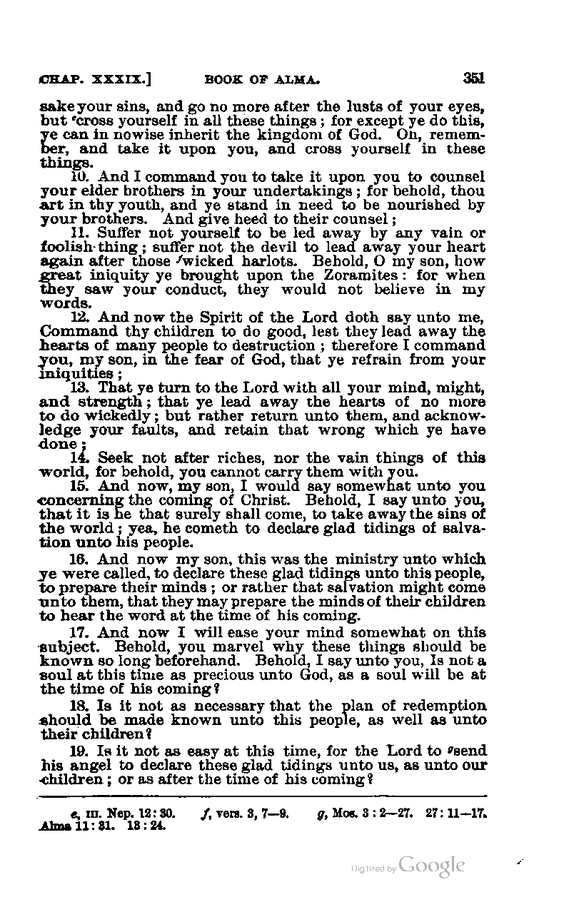 CHAP. XXXIX.] BOOK OF ALMA. 351
sake your sins, and go no more after the lusts of your eyes,
but ᵉcross yourself in all these things; for except ye do this,
ye can in nowise inherit the kingdom of God. Oh, remem-
ber, and take it upon you, and cross yourself in these
things.
10. And I command you to take it upon you to counsel
your elder brothers in your undertakings; for behold, thou
art in thy youth, and ye stand in need to be nourished by
your brothers. And give heed to their counsel;
11. Suffer not yourself to be led away by any vain or
foolish thing; suffer not the devil to lead away your heart
again after those ᶠwicked harlots. Behold, O my son, how
great iniquity ye brought upon the Zoramites: for when
they saw your conduct, they would not believe in my
words.
12. And now the Spirit of the Lord doth say unto me,
Command thy children to do good, lest they lead away the
hearts of many people to destruction; therefore I command
you, my son, in the fear of God, that ye refrain from your
iniquities;
13. That ye turn to the Lord with all your mind, might,
and strength; that ye lead away the hearts of no more
to do wickedly; but rather return unto them, and acknow-
ledge your faults, and retain that wrong which ye have
done;
14. Seek not after riches, nor the vain things of this
world, for behold, you cannot carry them with you.
15. And now, my son, I would say somewhat unto you
concerning the coming of Christ. Behold, I say unto you,
that it is he that surely shall come, to take away the sins of
the world; yea, he cometh to declare glad tidings of salva-
tion unto his people.
16. And now my son, this was the ministry unto which
ye were called, to declare these glad tidings unto this people,
to prepare their minds; or rather that salvation might come
unto them, that they may prepare the minds of their children
to hear the word at the time of his coming.
17. And now I will ease your mind somewhat on this
subject. Behold, you marvel why these things should be
known so long beforehand. Behold, I say unto you, Is not a
soul at this time as precious unto God, as a soul will be at
the time of his coming?
18. Is it not as necessary that the plan of redemption
should be made known unto this people, as well as unto
their children?
19. Is it not as easy at this time, for the Lord to ᵍsend
his angel to declare these glad tidings unto us, as unto our
children; or as after the time of his coming?
e, III. Nep. 12:30. f, vers. 3, 7—9. g, Mos. 3:2—27. 27:11—17.
Alma 11:31. 13:24.
Digitized by Google